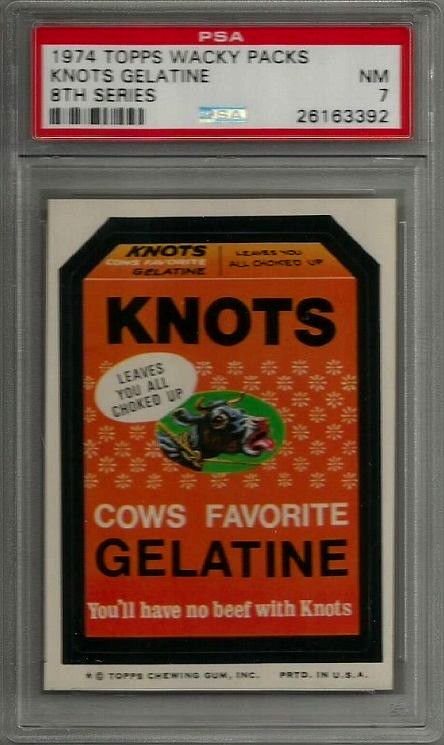 PSA
1974 TOPPS WACKY PACKS
KNOTS GELATINE NM
8TH SERIES 7
PSA 26163392
KNOTS LEAVES YOU
COWS FAVORITE ALL CHOKED UP
GELATINE
KNOTS
LEAVES
YOU ALL
CHOKED UP
COWS FAVORITE
GELATINE
You'll have no beef with Knots
* © TOPPS CHEWING GUM, INC. PRTD. IN U.S.A.